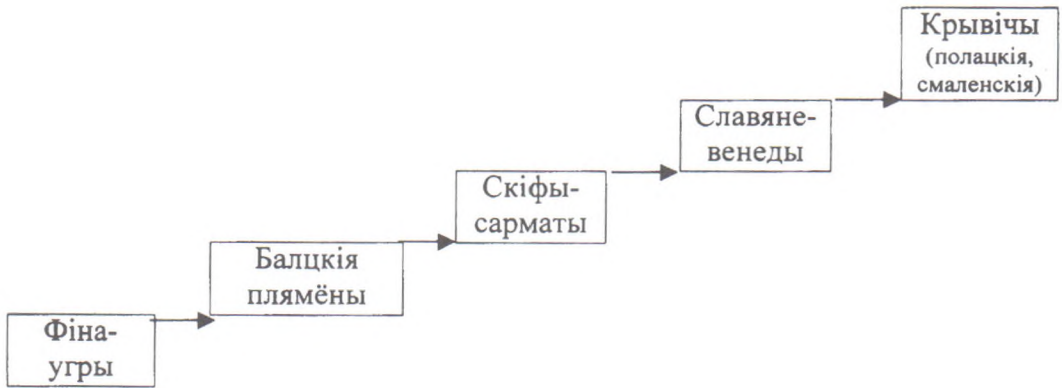 Крывічы
(полацкія,
смаленскія)
Славяне-
венеды
Скіфы-
сарматы
Балцкія
плямёны
Фіна-
угры